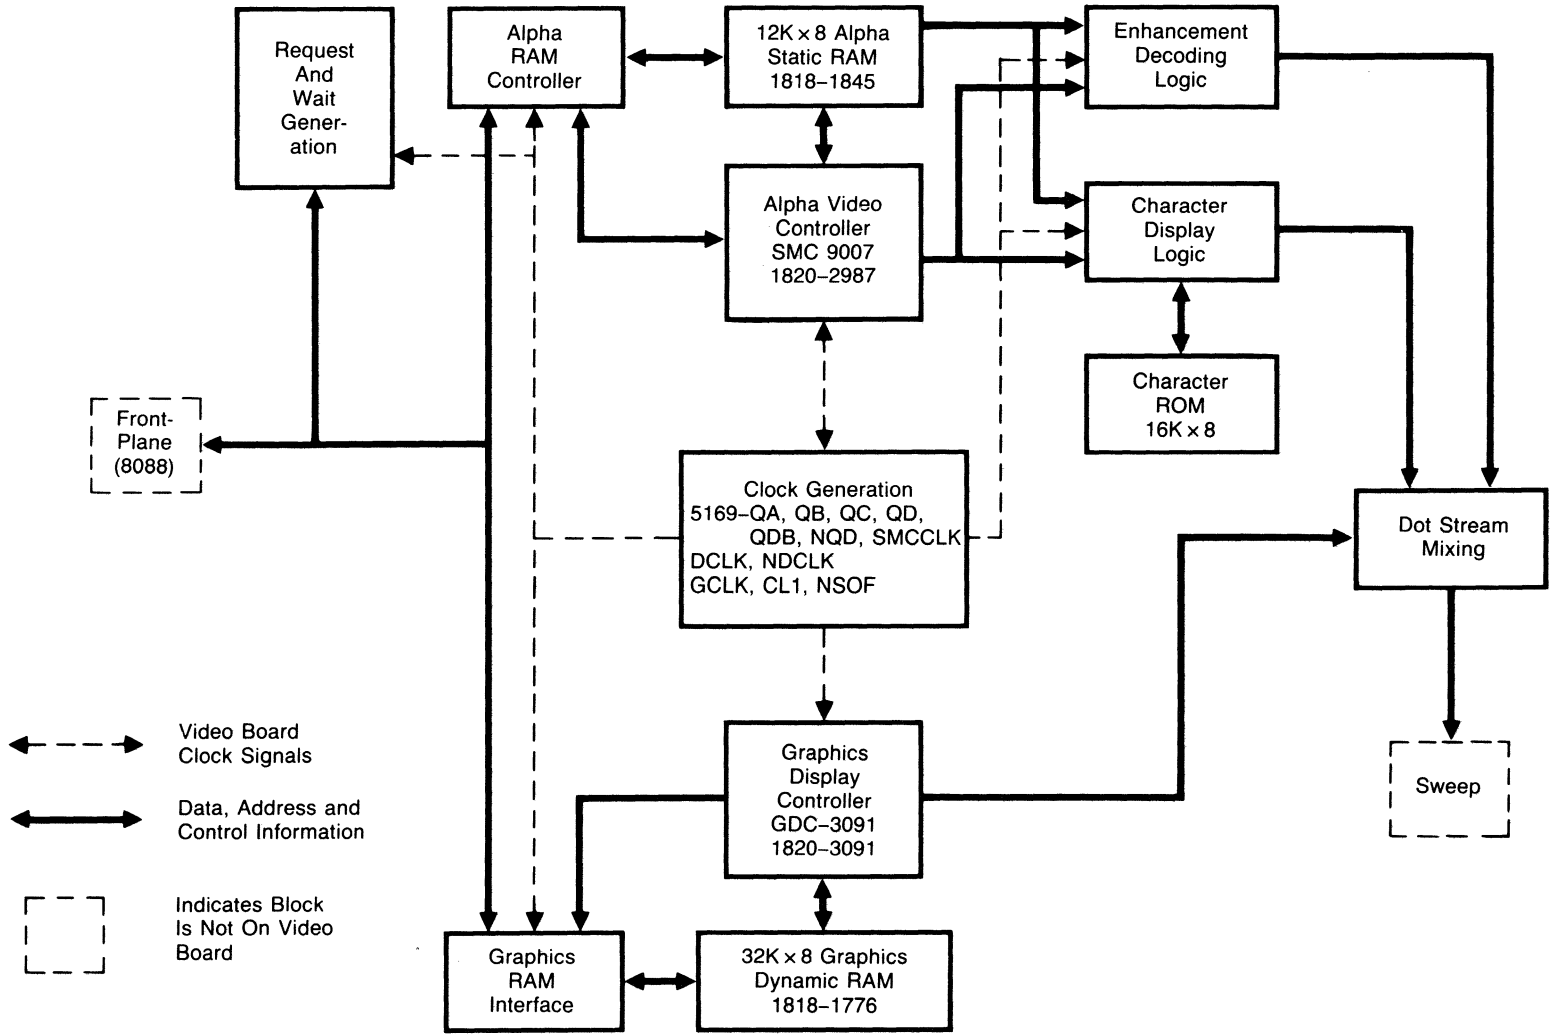 Request
And
Wait
Gener-
ation
Alpha
RAM
Controller
12K × 8 Alpha
Static RAM
1818–1845
Enhancement
Decoding
Logic
Alpha Video
Controller
SMC 9007
1820–2987
Character
Display
Logic
Character
ROM
16K × 8
Front-
Plane
(8088)
Clock Generation
5169–QA, QB, QC, QD,
QDB, NQD, SMCCLK
DCLK, NDCLK
GCLK, CL1, NSOF
Dot Stream
Mixing
Video Board
Clock Signals
Data, Address and
Control Information
Indicates Block
Is Not On Video
Board
Graphics
Display
Controller
GDC–3091
1820–3091
Sweep
Graphics
RAM
Interface
32K × 8 Graphics
Dynamic RAM
1818–1776